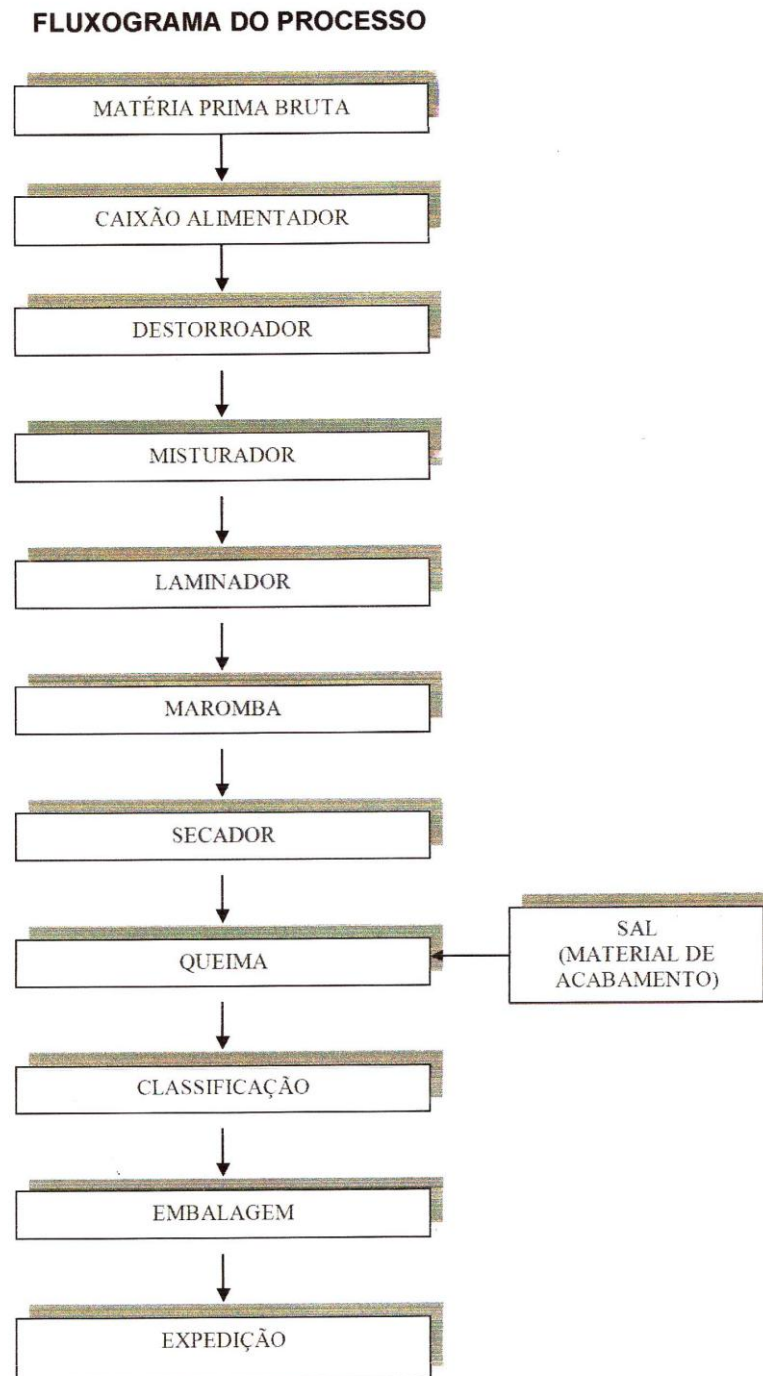 FLUXOGRAMA DO PROCESSO
MATÉRIA PRIMA BRUTA
CAIXÃO ALIMENTADOR
DESTORROADOR
MISTURADOR
LAMINADOR
MAROMBA
SECADOR
QUEIMA
SAL
(MATERIAL DE
ACABAMENTO)
CLASSIFICAÇÃO
EMBALAGEM
EXPEDIÇÃO